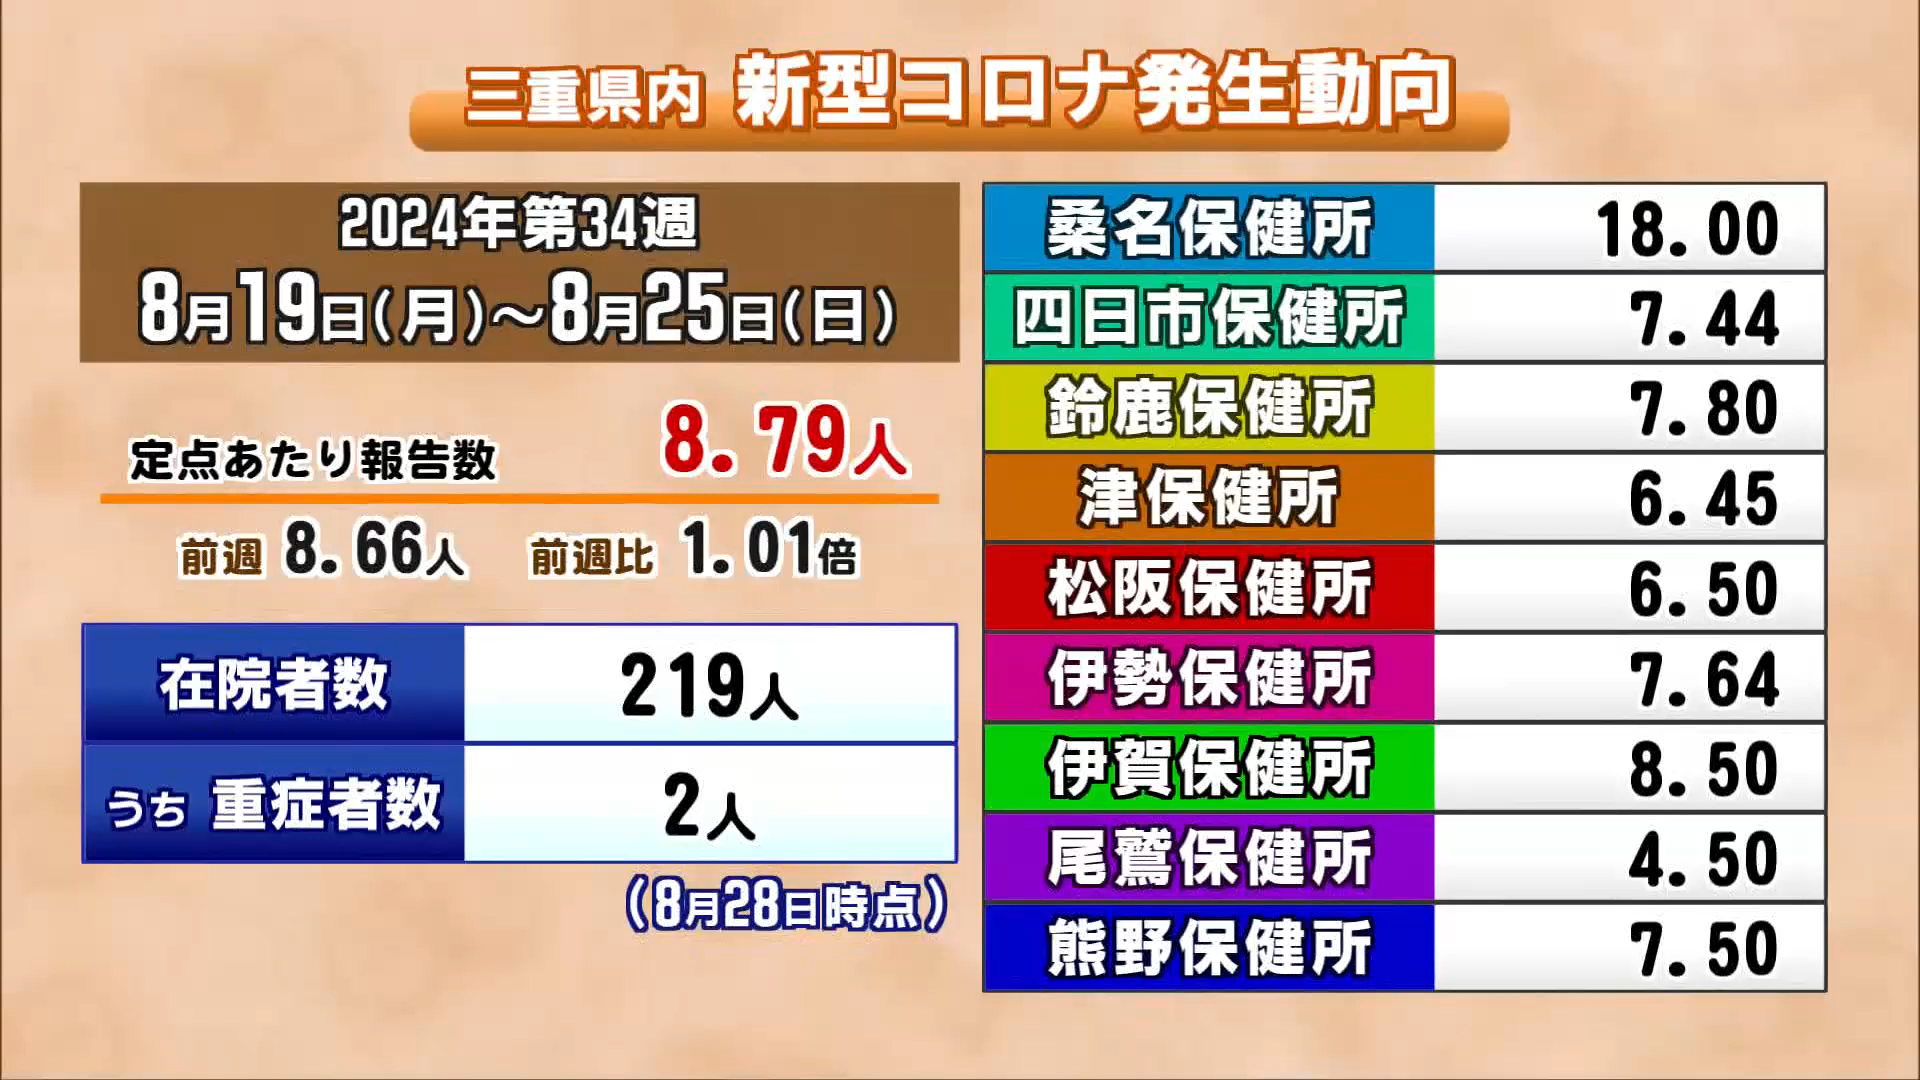 三重県内 新型コロナ発生動向
2024年第34週
8月19日(月)～8月25日(日)
定点あたり報告数 8.79人
前週 8.66人 前週比 1.01倍
在院者数 219人
うち 重症者数 2人
(8月28日時点)
桑名保健所 18.00
四日市保健所 7.44
鈴鹿保健所 7.80
津保健所 6.45
松阪保健所 6.50
伊勢保健所 7.64
伊賀保健所 8.50
尾鷲保健所 4.50
熊野保健所 7.50